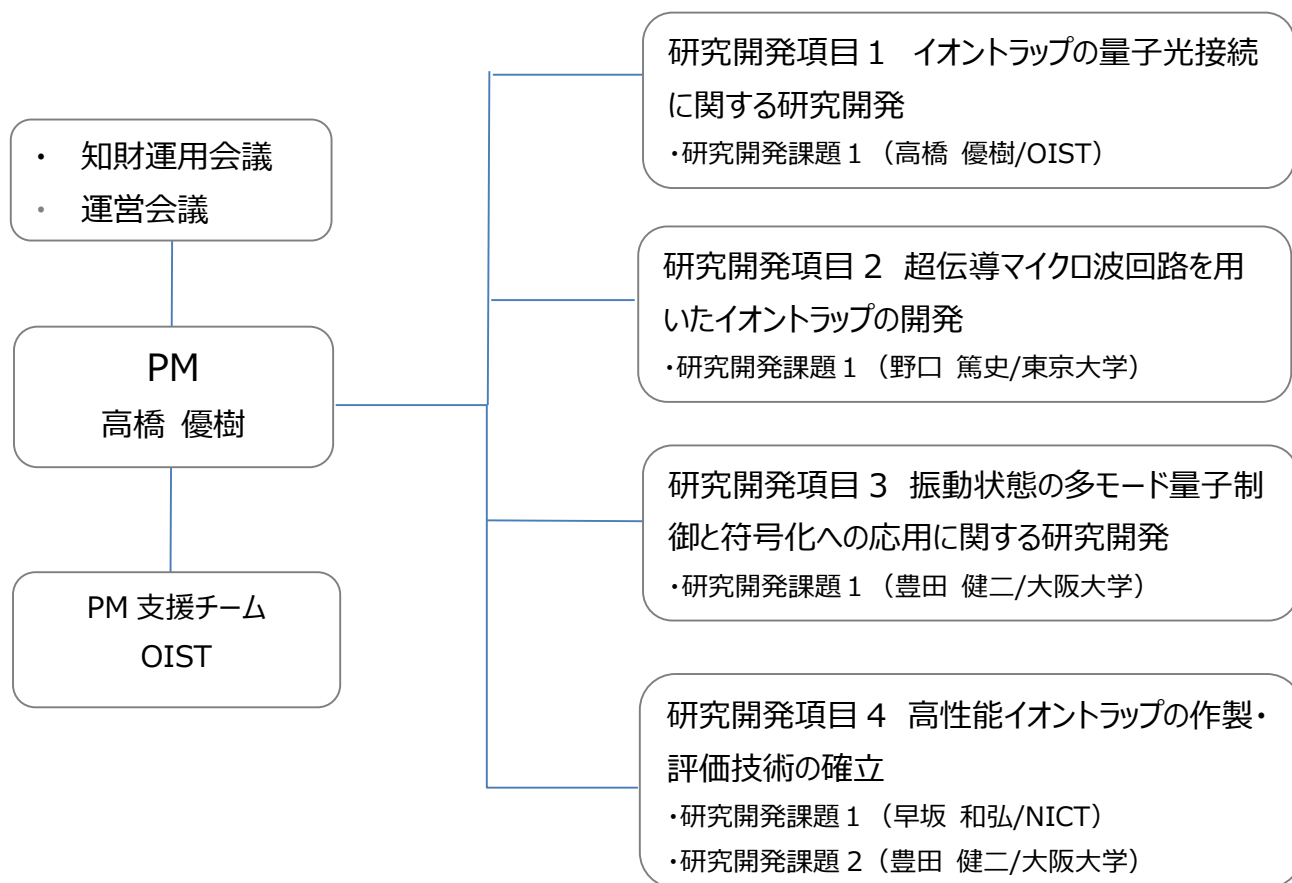 ・ 知財運用会議
・ 運営会議
PM
高橋 優樹
PM 支援チーム
OIST
研究開発項目1 イオントラップの量子光接続
に関する研究開発
・研究開発課題1（高橋 優樹/OIST）
研究開発項目2 超伝導マイクロ波回路を用
いたイオントラップの開発
・研究開発課題1（野口 篤史/東京大学）
研究開発項目3 振動状態の多モード量子制
御と符号化への応用に関する研究開発
・研究開発課題1（豊田 健二/大阪大学）
研究開発項目4 高性能イオントラップの作製・
評価技術の確立
・研究開発課題1（早坂 和弘/NICT）
・研究開発課題2（豊田 健二/大阪大学）